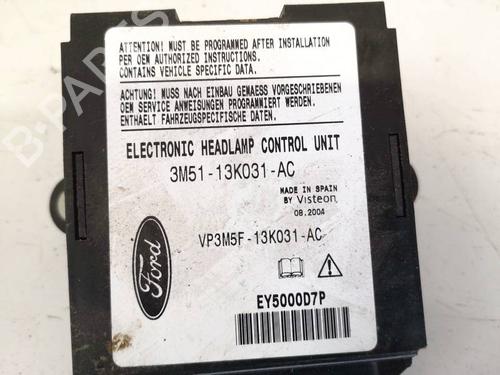 ATTENTION! MUST BE PROGRAMMED AFTER INSTALLATION
PER OEM AUTHORIZED INSTRUCTIONS.
CONTAINS VEHICLE SPECIFIC DATA.
ACHTUNG! MUSS NACH EINBAU GEMAESS VORGESCHRIEBENEN
OEM SERVICE ANWEISUNGEN PROGRAMMIERT WERDEN.
ENTHAELT FAHRZEUGSPEZIFISCHE DATEN.
ELECTRONIC HEADLAMP CONTROL UNIT
3M51-13K031-AC
MADE IN SPAIN
BY Visteon
08.2004
VP3M5F-13K031-AC
Ford
EY5000D7P
B-PARTS